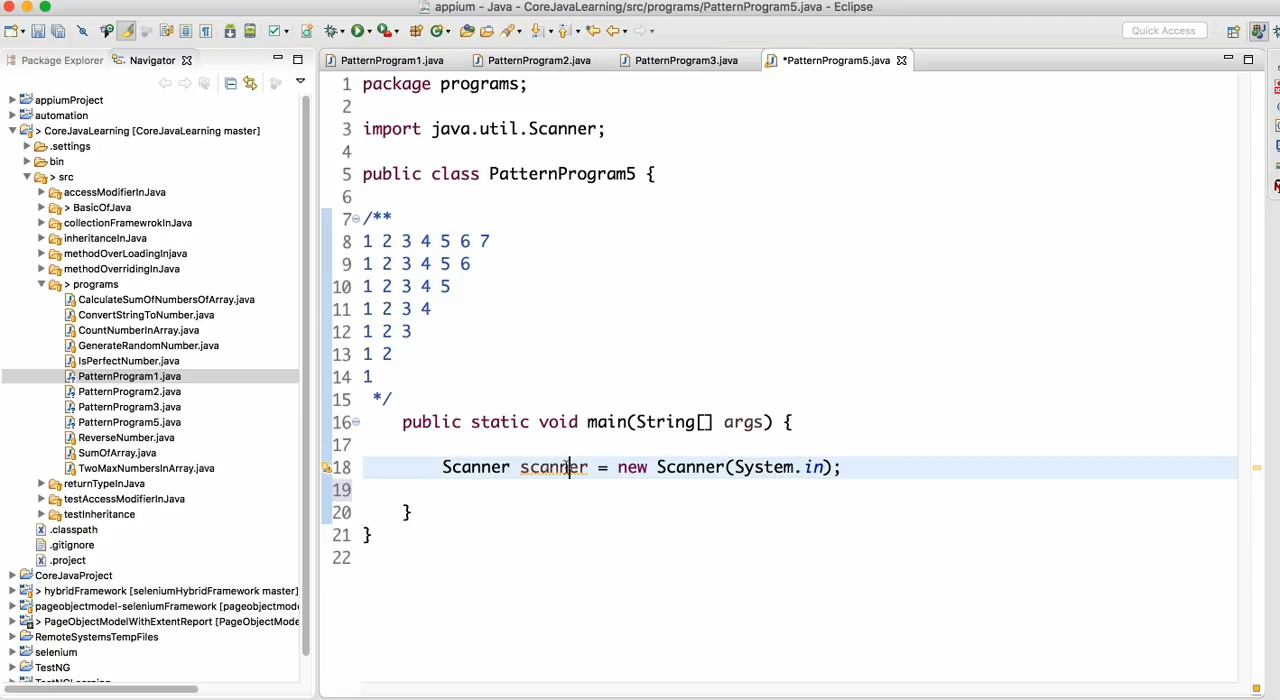 appium - Java - CoreJavaLearning/src/programs/PatternProgram5.java - Eclipse
Quick Access
Package Explorer
Navigator
PatternProgram1.java
PatternProgram2.java
PatternProgram3.java
*PatternProgram5.java
appiumProject
automation
> CoreJavaLearning [CoreJavaLearning master]
.settings
bin
> src
accessModifierInJava
> BasicOfJava
collectionFramewrokInJava
inheritanceInJava
methodOverLoadingInjava
methodOverridingInJava
> programs
CalculateSumOfNumbersOfArray.java
ConvertStringToNumber.java
CountNumberInArray.java
GenerateRandomNumber.java
IsPerfectNumber.java
PatternProgram1.java
PatternProgram2.java
PatternProgram3.java
PatternProgram5.java
ReverseNumber.java
SumOfArray.java
TwoMaxNumbersInArray.java
returnTypeInJava
testAccessModifierInJava
testInheritance
.classpath
.gitignore
.project
CoreJavaProject
> hybridFramework [seleniumHybridFramework master]
pageobjectmodel-seleniumFramework [pageobjectmod
> PageObjectModelWithExtentReport [PageObjectMode
RemoteSystemsTempFiles
selenium
TestNG
1 package programs;
2
3 import java.util.Scanner;
4
5 public class PatternProgram5 {
6
7 /**
8 1 2 3 4 5 6 7
9 1 2 3 4 5 6
10 1 2 3 4 5
11 1 2 3 4
12 1 2 3
13 1 2
14 1
15 */
16 public static void main(String[] args) {
17
18 Scanner scanner = new Scanner(System.in);
19
20 }
21 }
22